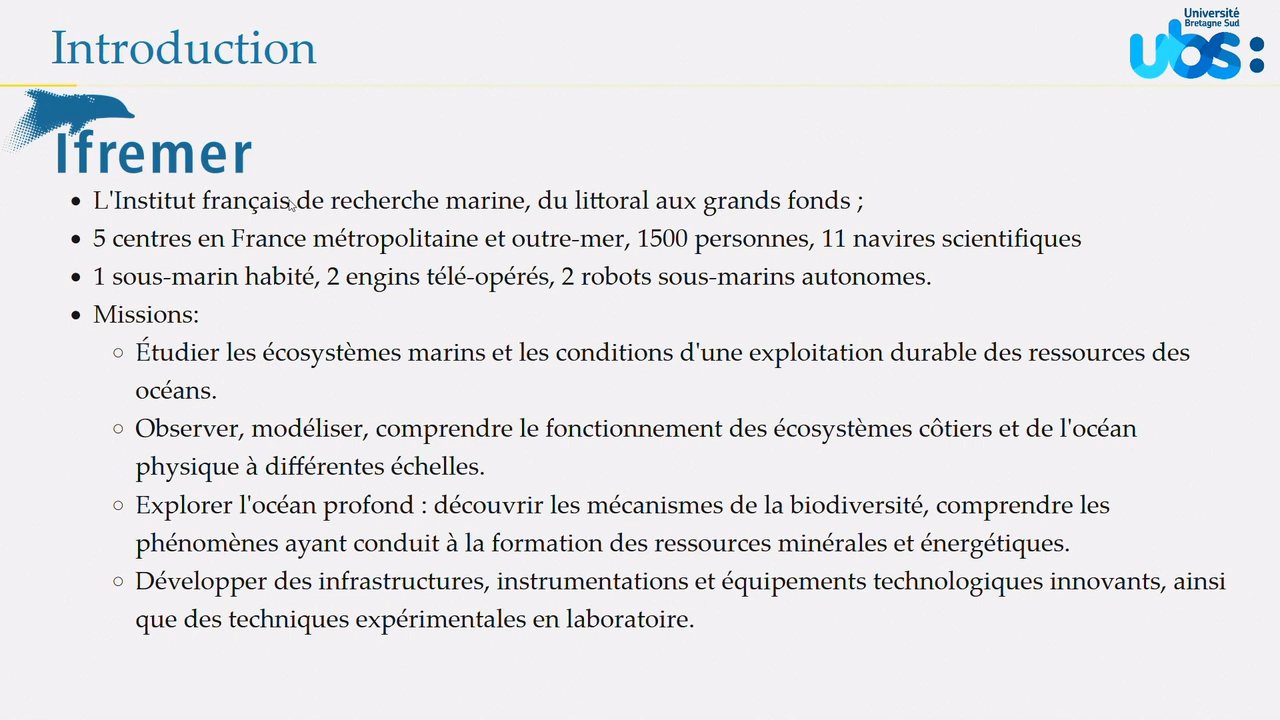 Introduction
Université
Bretagne Sud
ubs:
Ifremer
• L'Institut français de recherche marine, du littoral aux grands fonds ;
• 5 centres en France métropolitaine et outre-mer, 1500 personnes, 11 navires scientifiques
• 1 sous-marin habité, 2 engins télé-opérés, 2 robots sous-marins autonomes.
• Missions:
○ Étudier les écosystèmes marins et les conditions d'une exploitation durable des ressources des
océans.
○ Observer, modéliser, comprendre le fonctionnement des écosystèmes côtiers et de l'océan
physique à différentes échelles.
○ Explorer l'océan profond : découvrir les mécanismes de la biodiversité, comprendre les
phénomènes ayant conduit à la formation des ressources minérales et énergétiques.
○ Développer des infrastructures, instrumentations et équipements technologiques innovants, ainsi
que des techniques expérimentales en laboratoire.